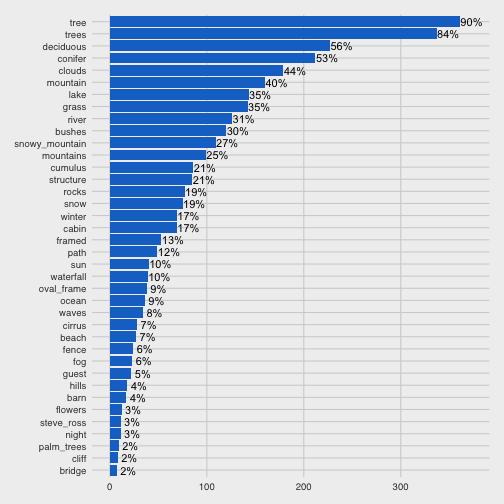 tree 90%
trees 84%
deciduous 56%
conifer 53%
clouds 44%
mountain 40%
lake 35%
grass 35%
river 31%
bushes 30%
snowy_mountain 27%
mountains 25%
cumulus 21%
structure 21%
rocks 19%
snow 19%
winter 17%
cabin 17%
framed 13%
path 12%
sun 10%
waterfall 10%
oval_frame 9%
ocean 9%
waves 8%
cirrus 7%
beach 7%
fence 6%
fog 6%
guest 5%
hills 4%
barn 4%
flowers 3%
steve_ross 3%
night 3%
palm_trees 2%
cliff 2%
bridge 2%
0 100 200 300